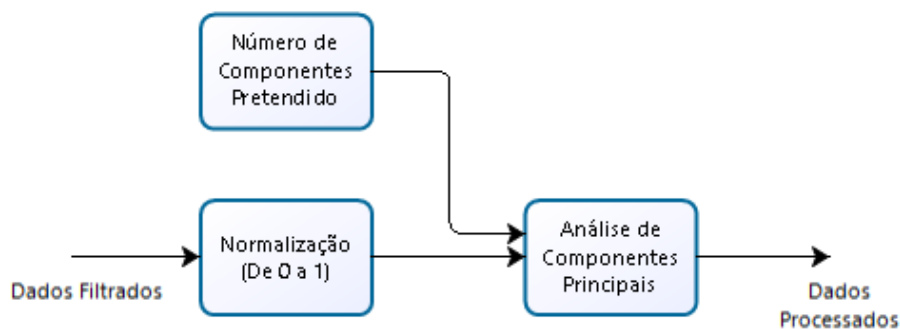 Número de
Componentes
Pretendido
Normalização
(De 0 a 1)
Análise de
Componentes
Principais
Dados Filtrados
Dados
Processados